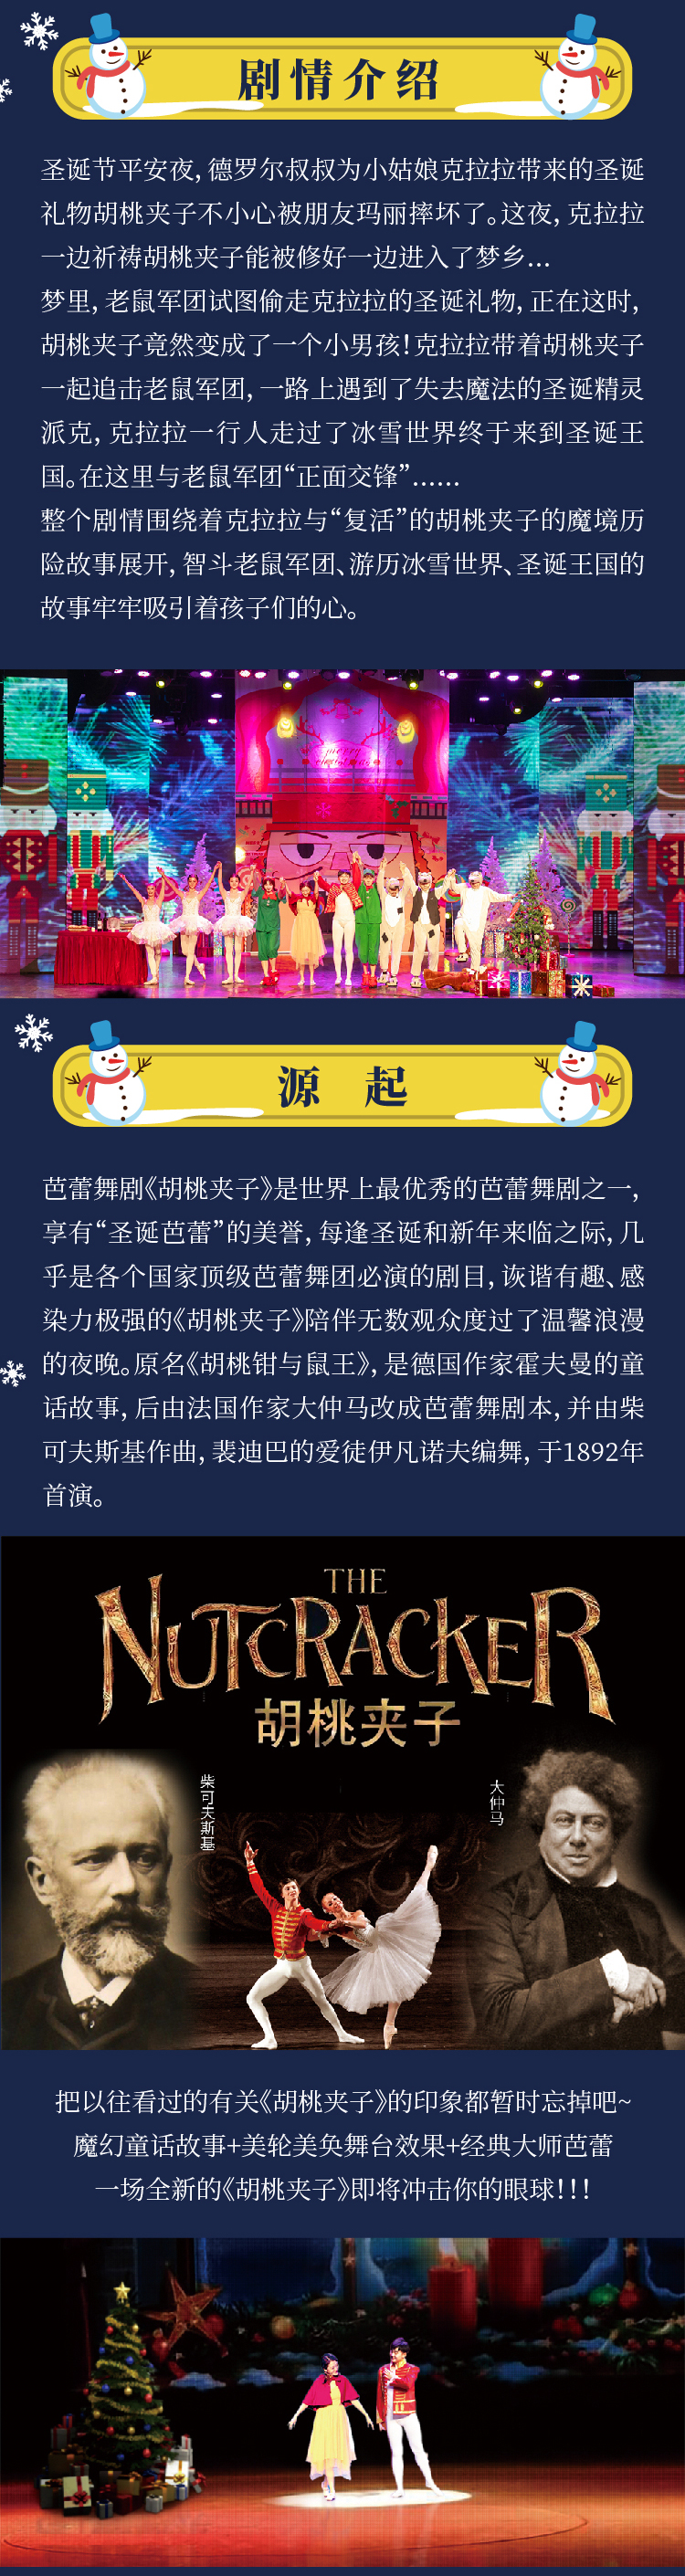 剧情介绍
圣诞节平安夜，德罗尔叔叔为小姑娘克拉拉带来的圣诞
礼物胡桃夹子不小心被朋友玛丽摔坏了。这夜，克拉拉
一边祈祷胡桃夹子能被修好一边进入了梦乡...
梦里，老鼠军团试图偷走克拉拉的圣诞礼物，正在这时，
胡桃夹子竟然变成了一个小男孩！克拉拉带着胡桃夹子
一起追击老鼠军团，一路上遇到了失去魔法的圣诞精灵
派克，克拉拉一行人走过了冰雪世界终于来到圣诞王
国。在这里与老鼠军团“正面交锋”......
整个剧情围绕着克拉拉与“复活”的胡桃夹子的魔境历
险故事展开，智斗老鼠军团、游历冰雪世界、圣诞王国的
故事牢牢吸引着孩子们的心。
merry
christmas
源 起
芭蕾舞剧《胡桃夹子》是世界上最优秀的芭蕾舞剧之一，
享有“圣诞芭蕾”的美誉，每逢圣诞和新年来临之际，几
乎是各个国家顶级芭蕾舞团必演的剧目，诙谐有趣、感
染力极强的《胡桃夹子》陪伴无数观众度过了温馨浪漫
的夜晚。原名《胡桃钳与鼠王》，是德国作家霍夫曼的童
话故事，后由法国作家大仲马改成芭蕾舞剧本，并由柴
可夫斯基作曲，裴迪巴的爱徒伊凡诺夫编舞，于1892年
首演。
THE
NUTCRACKER
胡桃夹子
柴可夫斯基
大仲马
把以往看过的有关《胡桃夹子》的印象都暂时忘掉吧~
魔幻童话故事+美轮美奂舞台效果+经典大师芭蕾
一场全新的《胡桃夹子》即将冲击你的眼球！！！